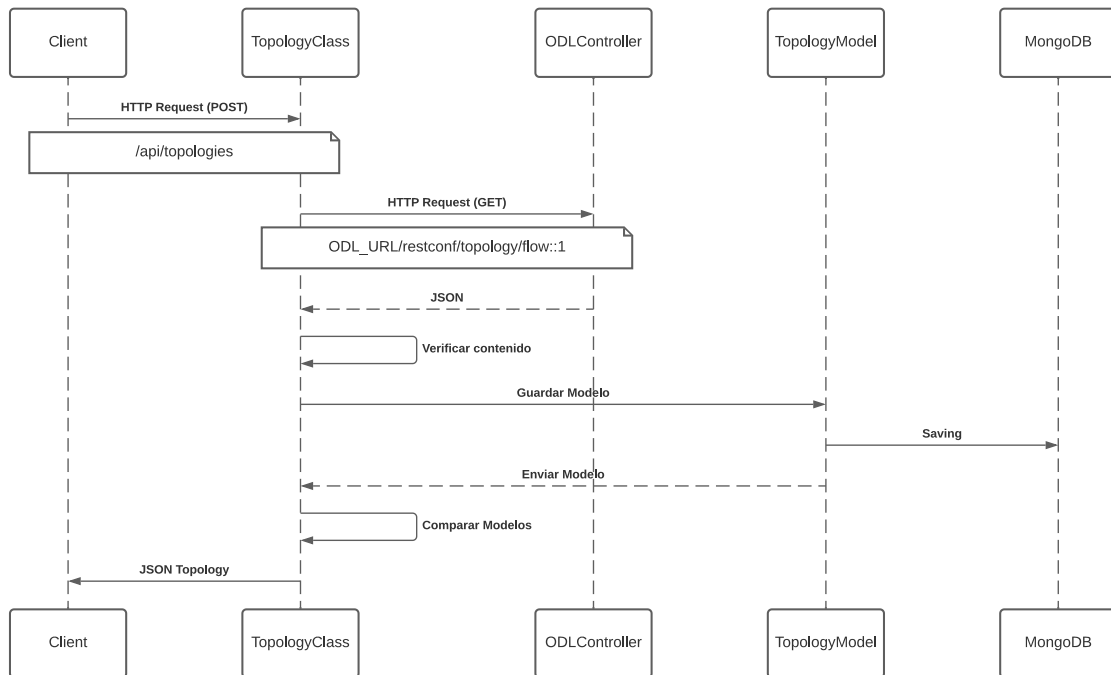 Client
TopologyClass
ODLController
TopologyModel
MongoDB
HTTP Request (POST)
/api/topologies
HTTP Request (GET)
ODL_URL/restconf/topology/flow::1
JSON
Verificar contenido
Guardar Modelo
Saving
Enviar Modelo
Comparar Modelos
JSON Topology
Client
TopologyClass
ODLController
TopologyModel
MongoDB